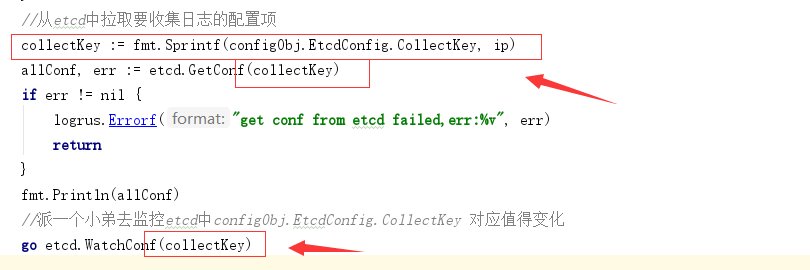 //从etcd中拉取要收集日志的配置项
collectKey := fmt.Sprintf(configObj.EtcdConfig.CollectKey, ip)
allConf, err := etcd.GetConf(collectKey)
if err != nil {
logrus.Errorf( format: "get conf from etcd failed,err:%v", err)
return
}
fmt.Println(allConf)
//派一个小弟去监控etcd中configObj.EtcdConfig.CollectKey 对应值得变化
go etcd.WatchConf(collectKey)